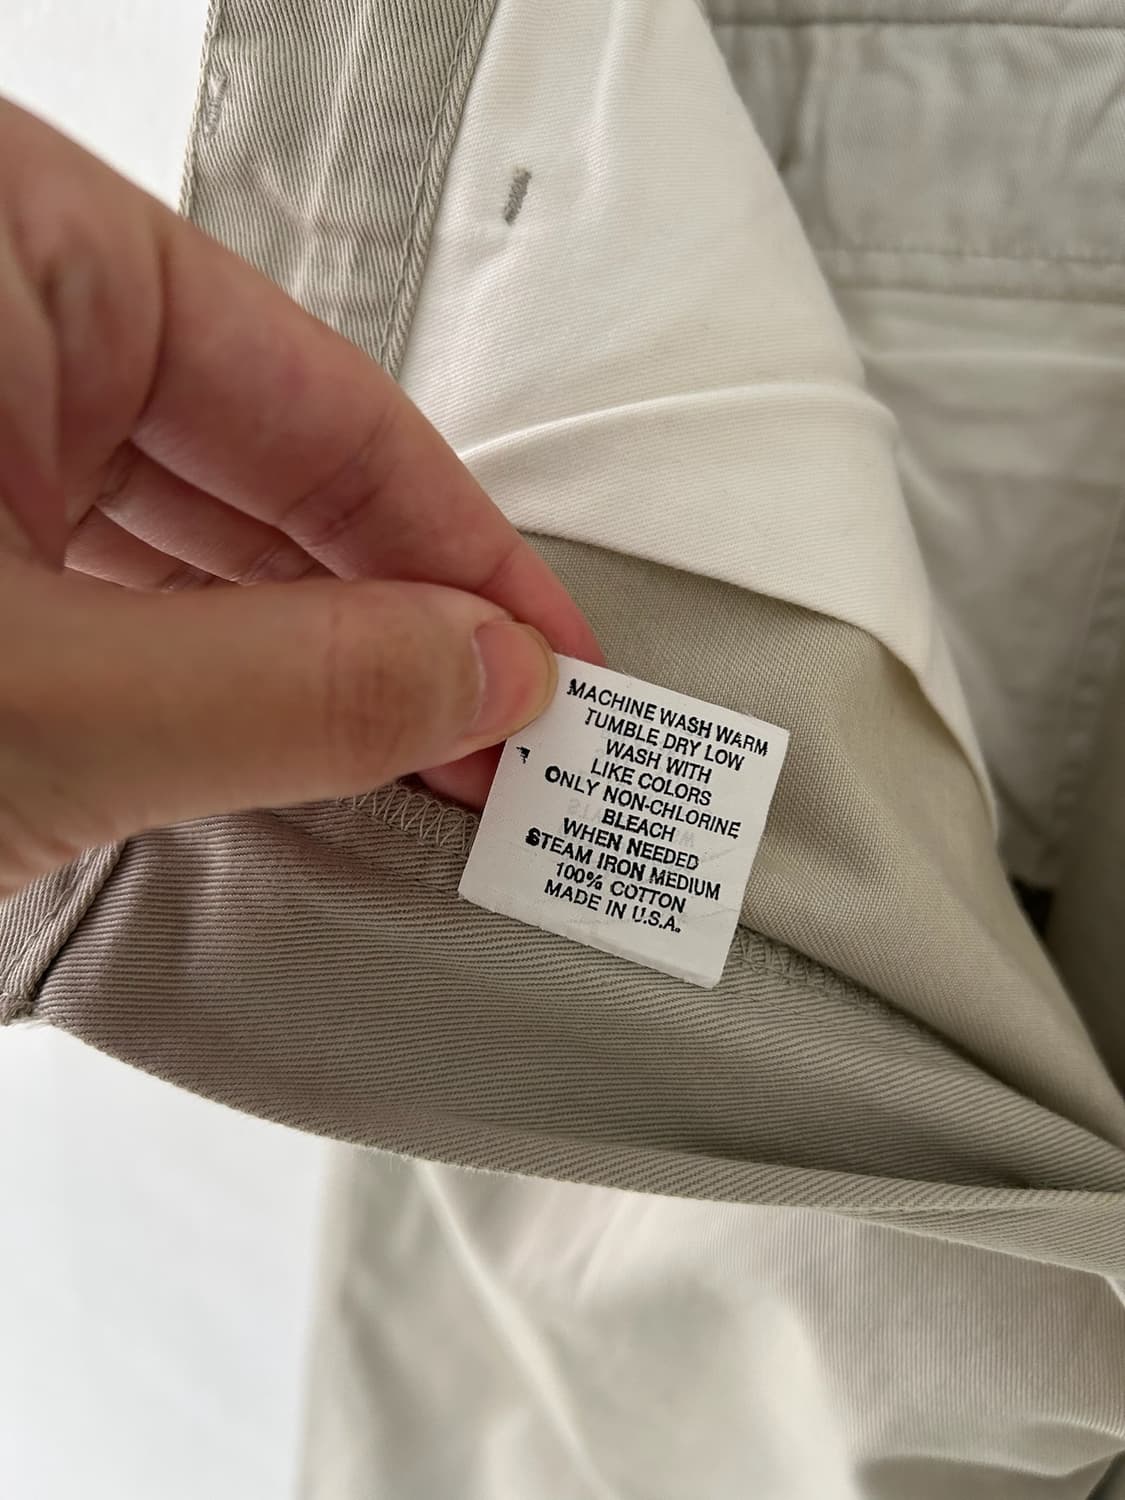 MACHINE WASH WARM
TUMBLE DRY LOW
WASH WITH
LIKE COLORS
ONLY NON-CHLORINE
BLEACH
WHEN NEEDED
STEAM IRON MEDIUM
100% COTTON
MADE IN U.S.A.